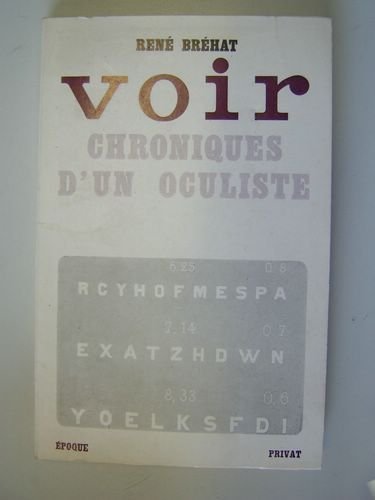 RENÉ BRÉHAT
voir
CHRONIQUES
D'UN OCULISTE
6,25 0,8
RCYHOFMESPA
7,14 0,7
EXATZHDWN
8,33 0,6
YOELKSFDI
ÉPOQUE PRIVAT